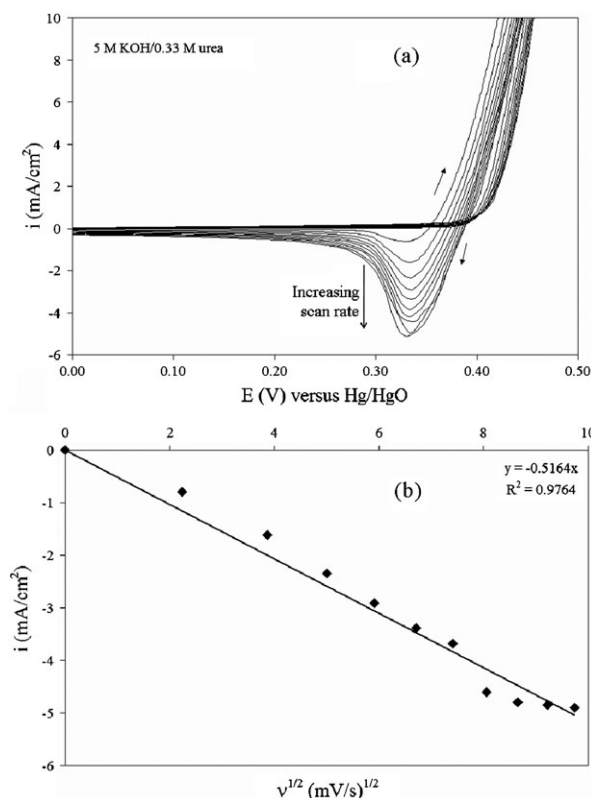 10
8
6
4
2
0
-2
-4
-6
i (mA/cm²)
5 M KOH/0.33 M urea
(a)
Increasing
scan rate
0.00 0.10 0.20 0.30 0.40 0.50
E (V) versus Hg/HgO
0 2 4 6 8 10
0
-1
-2
-3
-4
-5
-6
i (mA/cm²)
(b)
y = -0.5164x
R² = 0.9764
ν¹/² (mV/s)¹/²